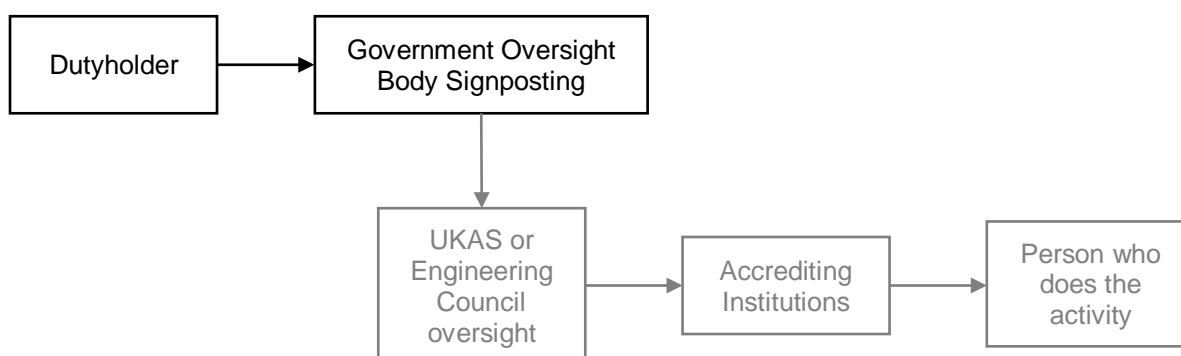 Dutyholder
Government Oversight
Body Signposting
UKAS or
Engineering
Council
oversight
Accrediting
Institutions
Person who
does the
activity